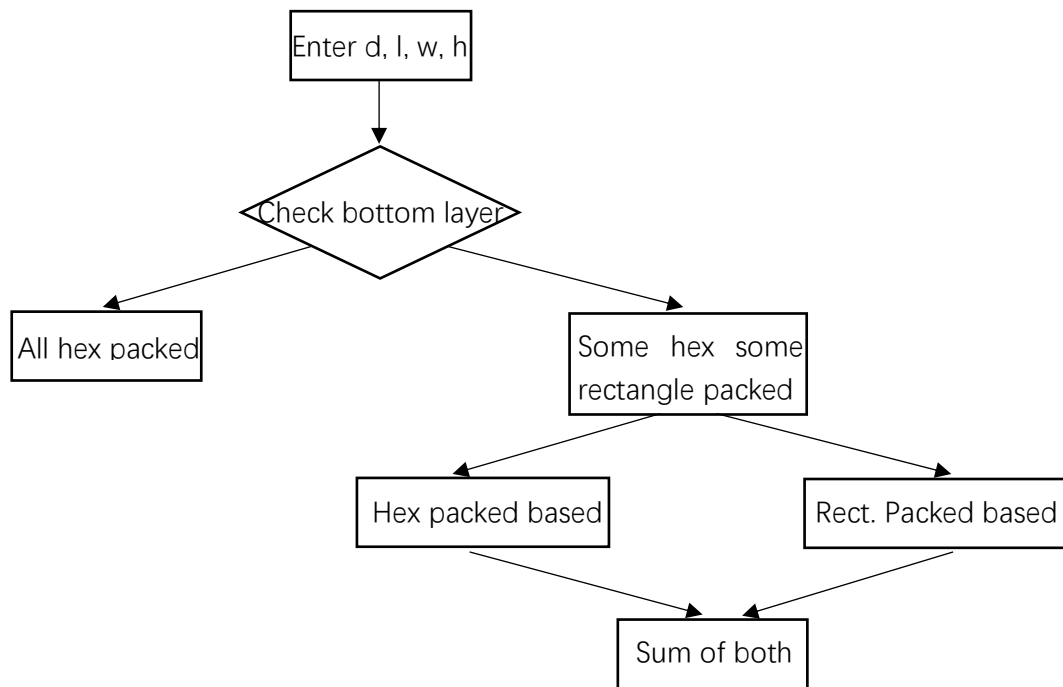 Enter d, l, w, h
Check bottom layer
All hex packed
Some hex some
rectangle packed
Hex packed based
Rect. Packed based
Sum of both